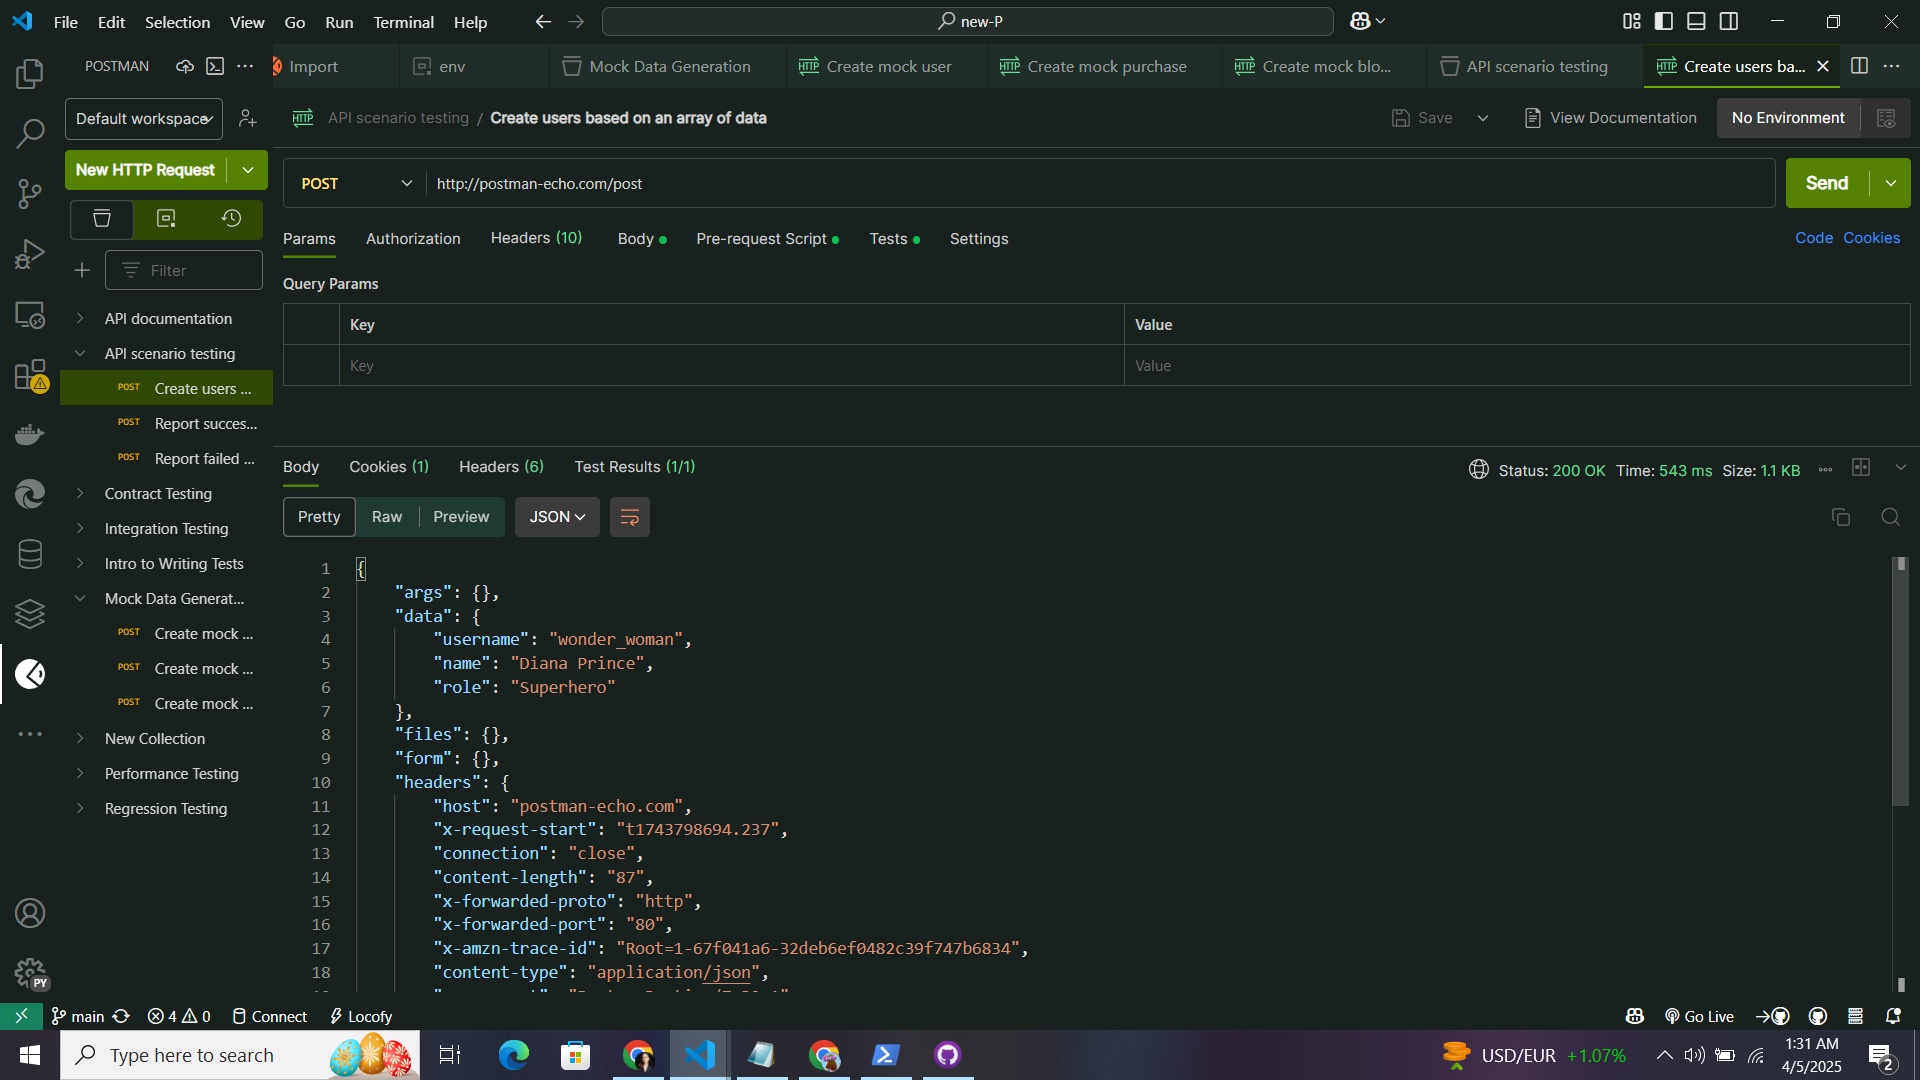 File Edit Selection View Go Run Terminal Help
new-P
POSTMAN
Import
env
Mock Data Generation
HTTP Create mock user
HTTP Create mock purchase
HTTP Create mock blo...
API scenario testing
HTTP Create users ba...
Default workspace
HTTP API scenario testing / Create users based on an array of data
Save
View Documentation
No Environment
New HTTP Request
POST
http://postman-echo.com/post
Send
Filter
Params Authorization Headers (10) Body Pre-request Script Tests Settings
Code Cookies
Query Params
Key Value
Key Value
API documentation
API scenario testing
POST Create users ...
POST Report succes...
POST Report failed ...
Contract Testing
Integration Testing
Intro to Writing Tests
Mock Data Generat...
POST Create mock ...
POST Create mock ...
POST Create mock ...
New Collection
Performance Testing
Regression Testing
Body Cookies (1) Headers (6) Test Results (1/1)
Status: 200 OK Time: 543 ms Size: 1.1 KB
Pretty Raw Preview JSON
1 {
2 "args": {},
3 "data": {
4 "username": "wonder_woman",
5 "name": "Diana Prince",
6 "role": "Superhero"
7 },
8 "files": {},
9 "form": {},
10 "headers": {
11 "host": "postman-echo.com",
12 "x-request-start": "t1743798694.237",
13 "connection": "close",
14 "content-length": "87",
15 "x-forwarded-proto": "http",
16 "x-forwarded-port": "80",
17 "x-amzn-trace-id": "Root=1-67f041a6-32deb6ef0482c39f747b6834",
18 "content-type": "application/json",
PY
main 4 0 Connect Locofy
Go Live
Type here to search
USD/EUR +1.07%
1:31 AM
4/5/2025
2